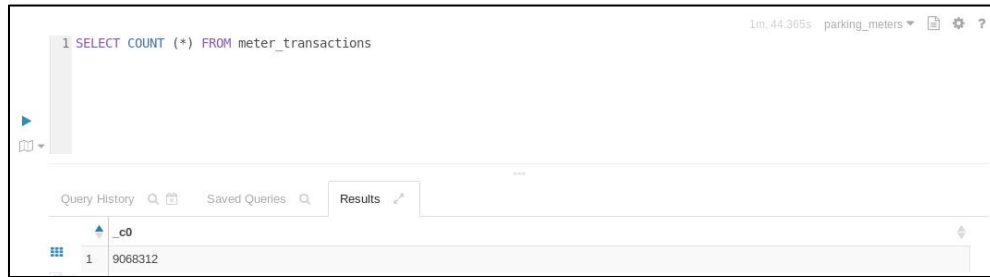 1m, 44.365s parking_meters ?
1 SELECT COUNT (*) FROM meter_transactions
...
Query History Saved Queries Results
_c0
1 9068312